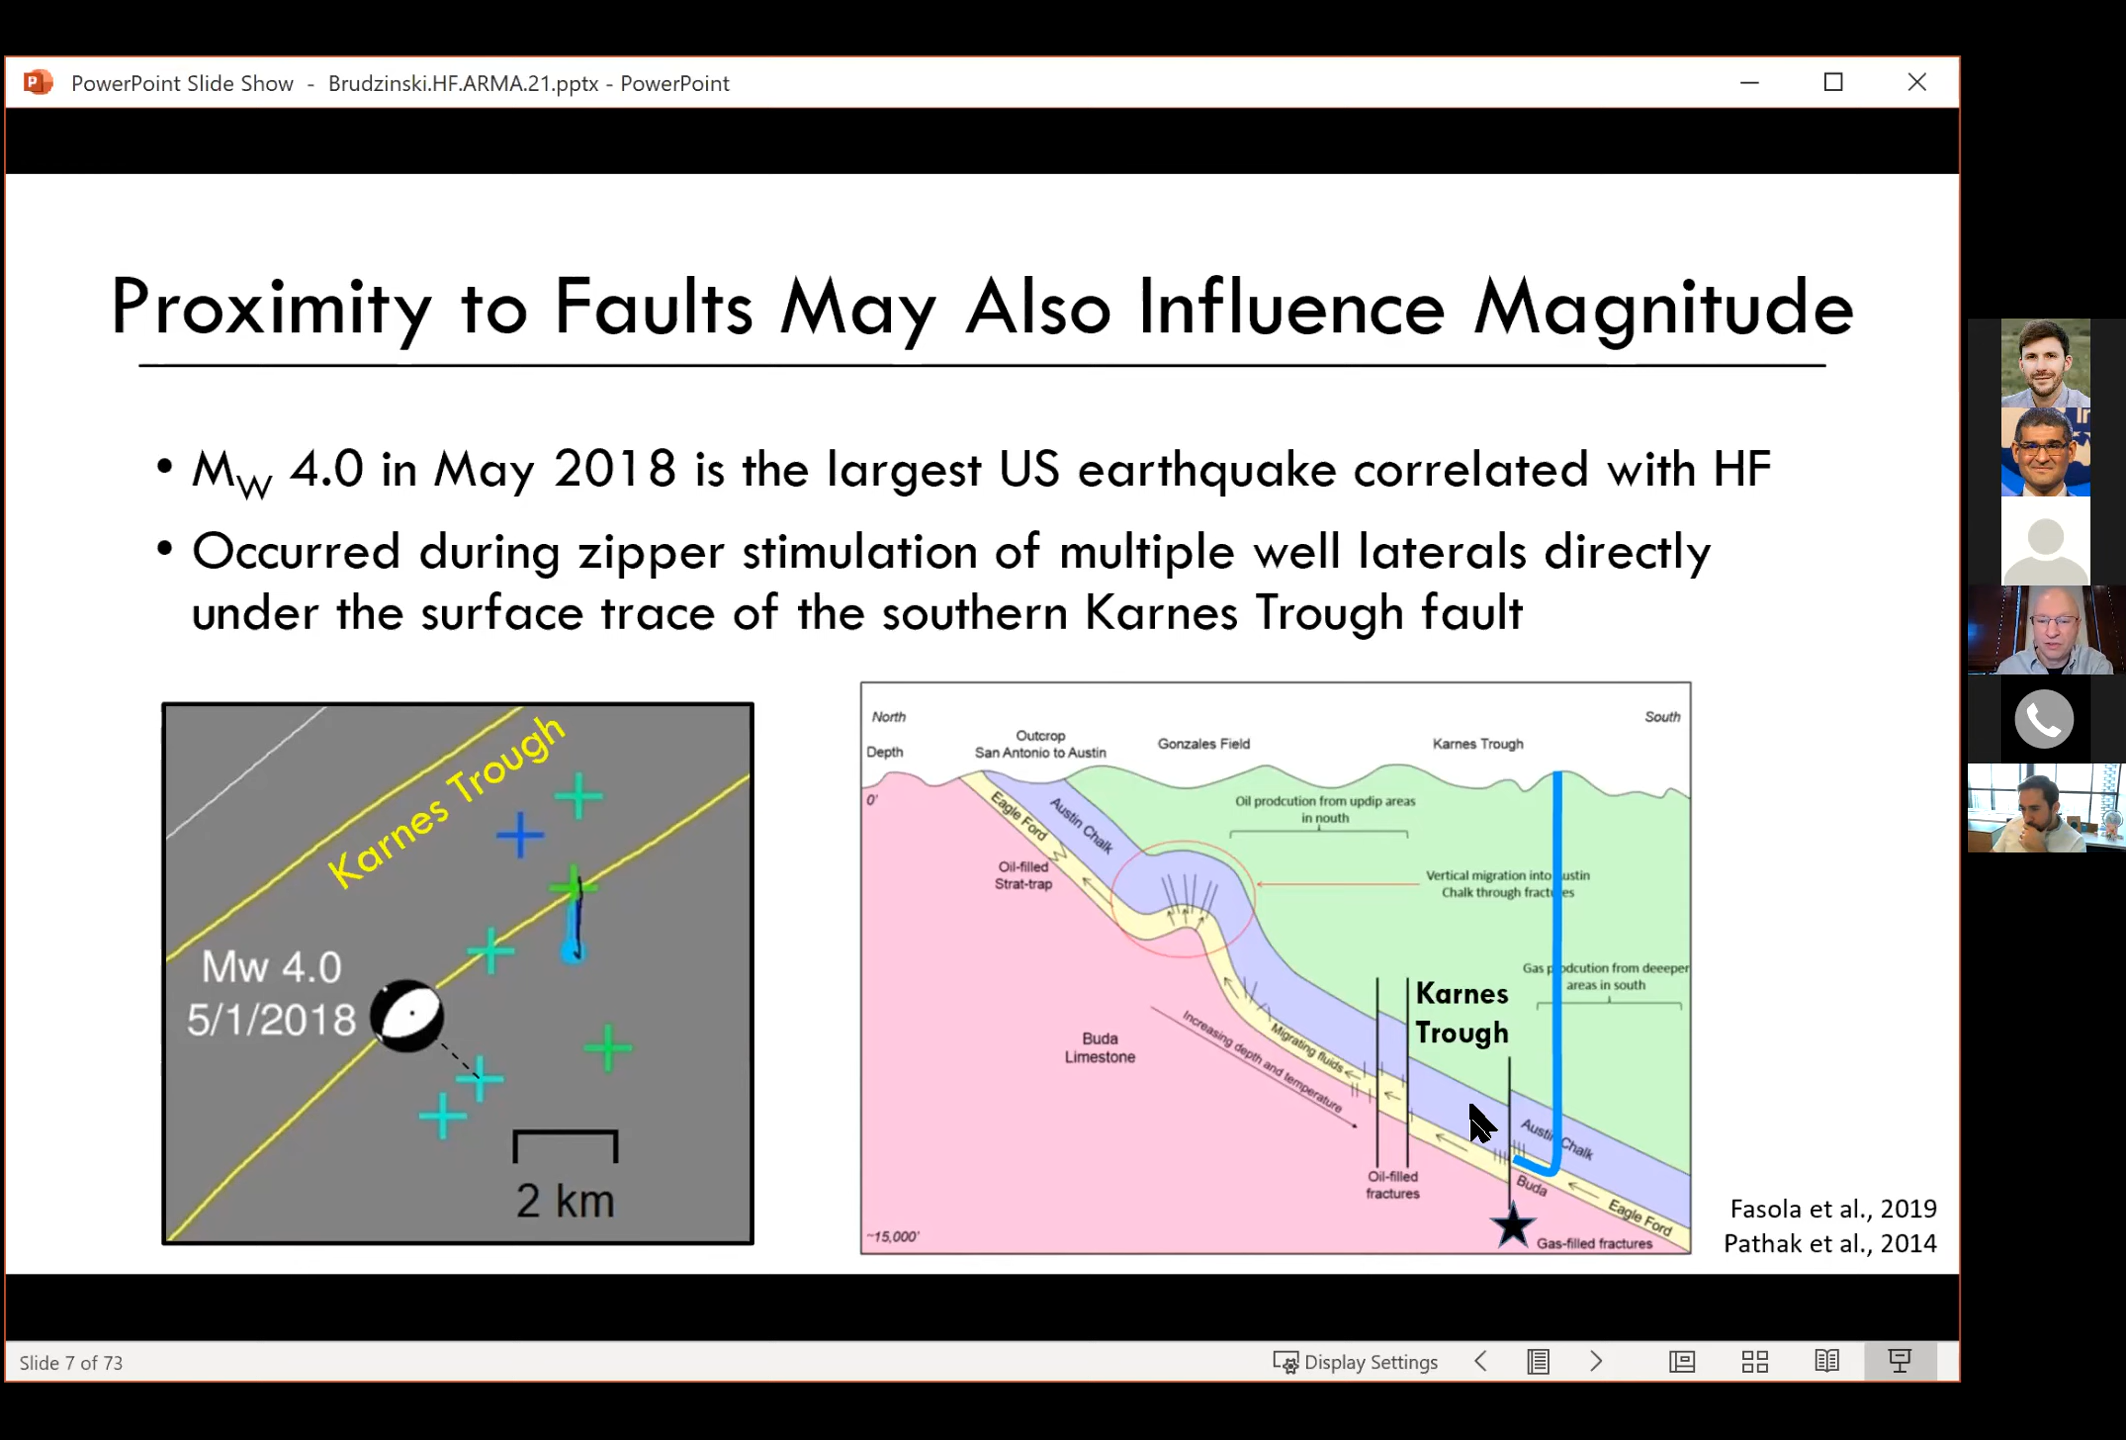 PowerPoint Slide Show - Brudzinski.HF.ARMA.21.pptx - PowerPoint
Proximity to Faults May Also Influence Magnitude
• MW 4.0 in May 2018 is the largest US earthquake correlated with HF
• Occurred during zipper stimulation of multiple well laterals directly
under the surface trace of the southern Karnes Trough fault
Karnes Trough
Mw 4.0
5/1/2018
2 km
North
South
Depth
Outcrop
San Antonio to Austin
Gonzales Field
Karnes Trough
0'
Eagle Ford
Austin Chalk
Oil prodcution from updip areas
in nouth
Oil-filled
Strat-trap
Vertical migration into Austin
Chalk through fractures
Gas prodcution from deeeper
areas in south
Karnes
Trough
Buda
Limestone
Increasing depth and temperature
Migrating fluids
Austin Chalk
Oil-filled
fractures
Buda
Eagle Ford
~15,000'
Gas-filled fractures
Fasola et al., 2019
Pathak et al., 2014
Slide 7 of 73
Display Settings